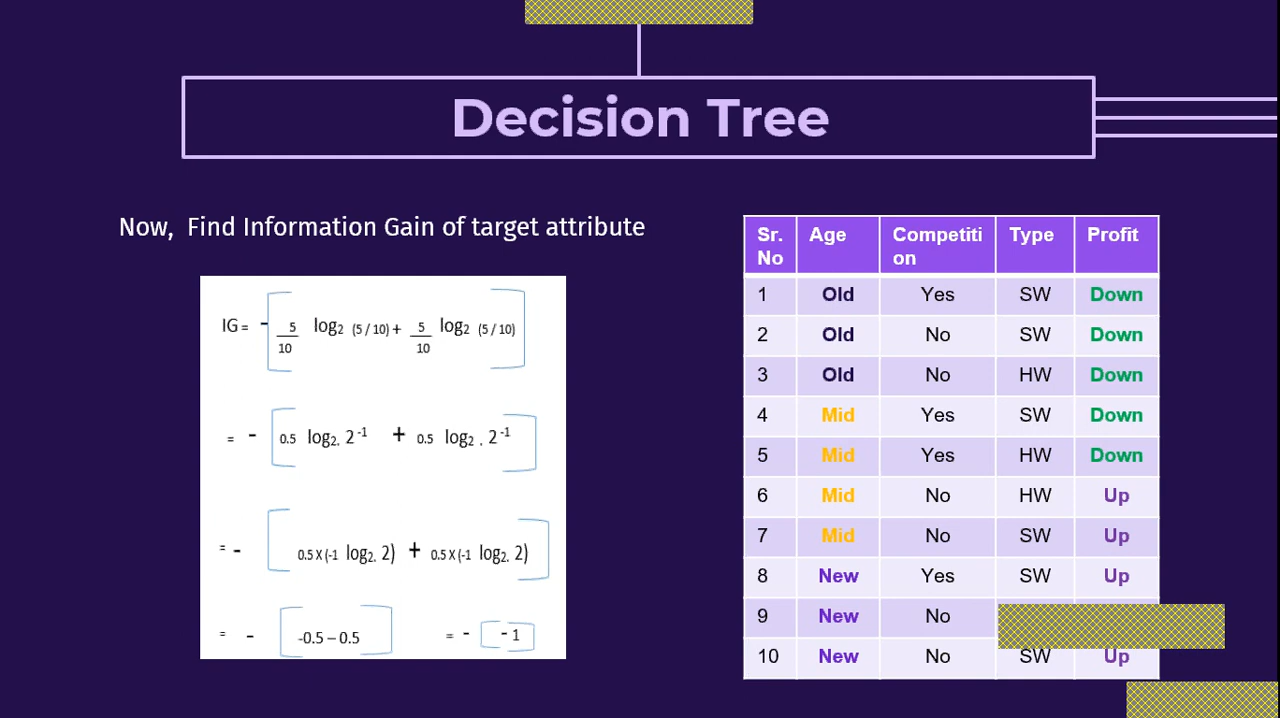 Decision Tree
Now, Find Information Gain of target attribute
IG = - [ 5/10 log2 (5 / 10) + 5/10 log2 (5 / 10) ]
= - [ 0.5 log2. 2^-1 + 0.5 log2 . 2^-1 ]
= - [ 0.5 X (-1 log2. 2) + 0.5 X (-1 log2. 2) ]
= - [ -0.5 – 0.5 ] = - [ - 1 ]
Sr. No Age Competiti on Type Profit
1 Old Yes SW Down
2 Old No SW Down
3 Old No HW Down
4 Mid Yes SW Down
5 Mid Yes HW Down
6 Mid No HW Up
7 Mid No SW Up
8 New Yes SW Up
9 New No
10 New No SW Up